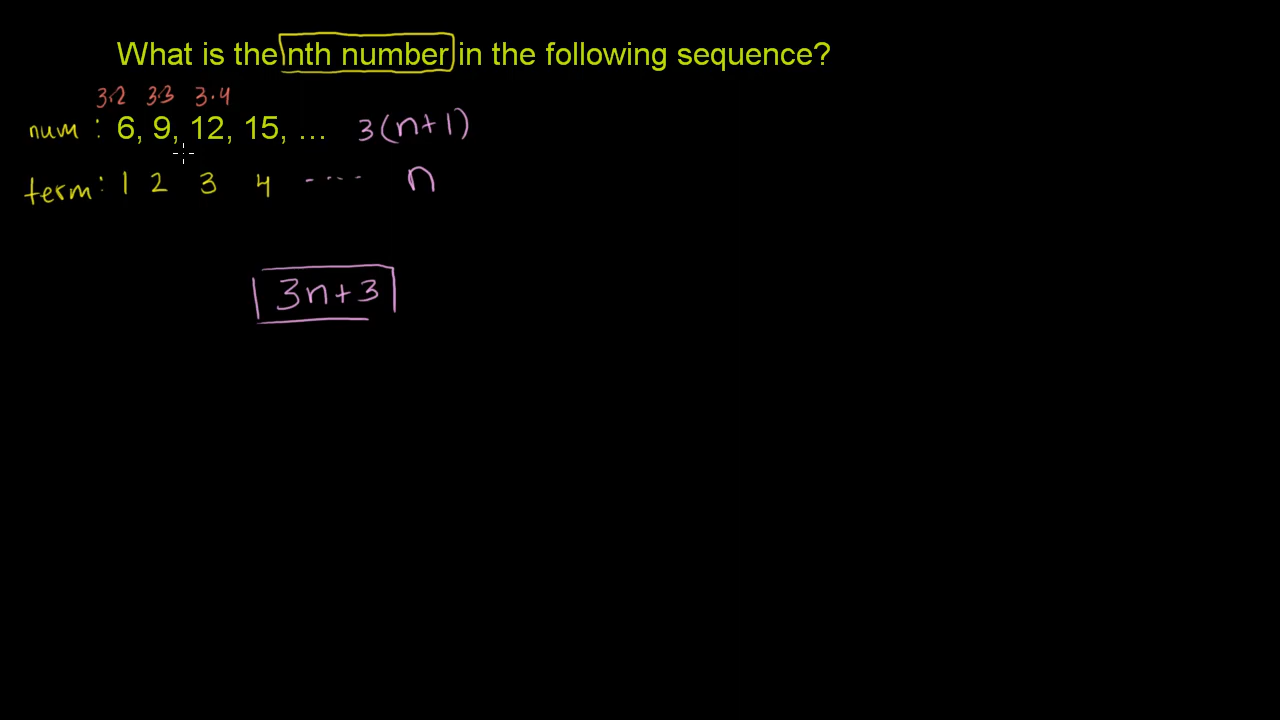 What is the nth number in the following sequence?
3·2 3·3 3·4
num : 6, 9, 12, 15, ... 3(n+1)
term: 1 2 3 4 ····· n
3n+3